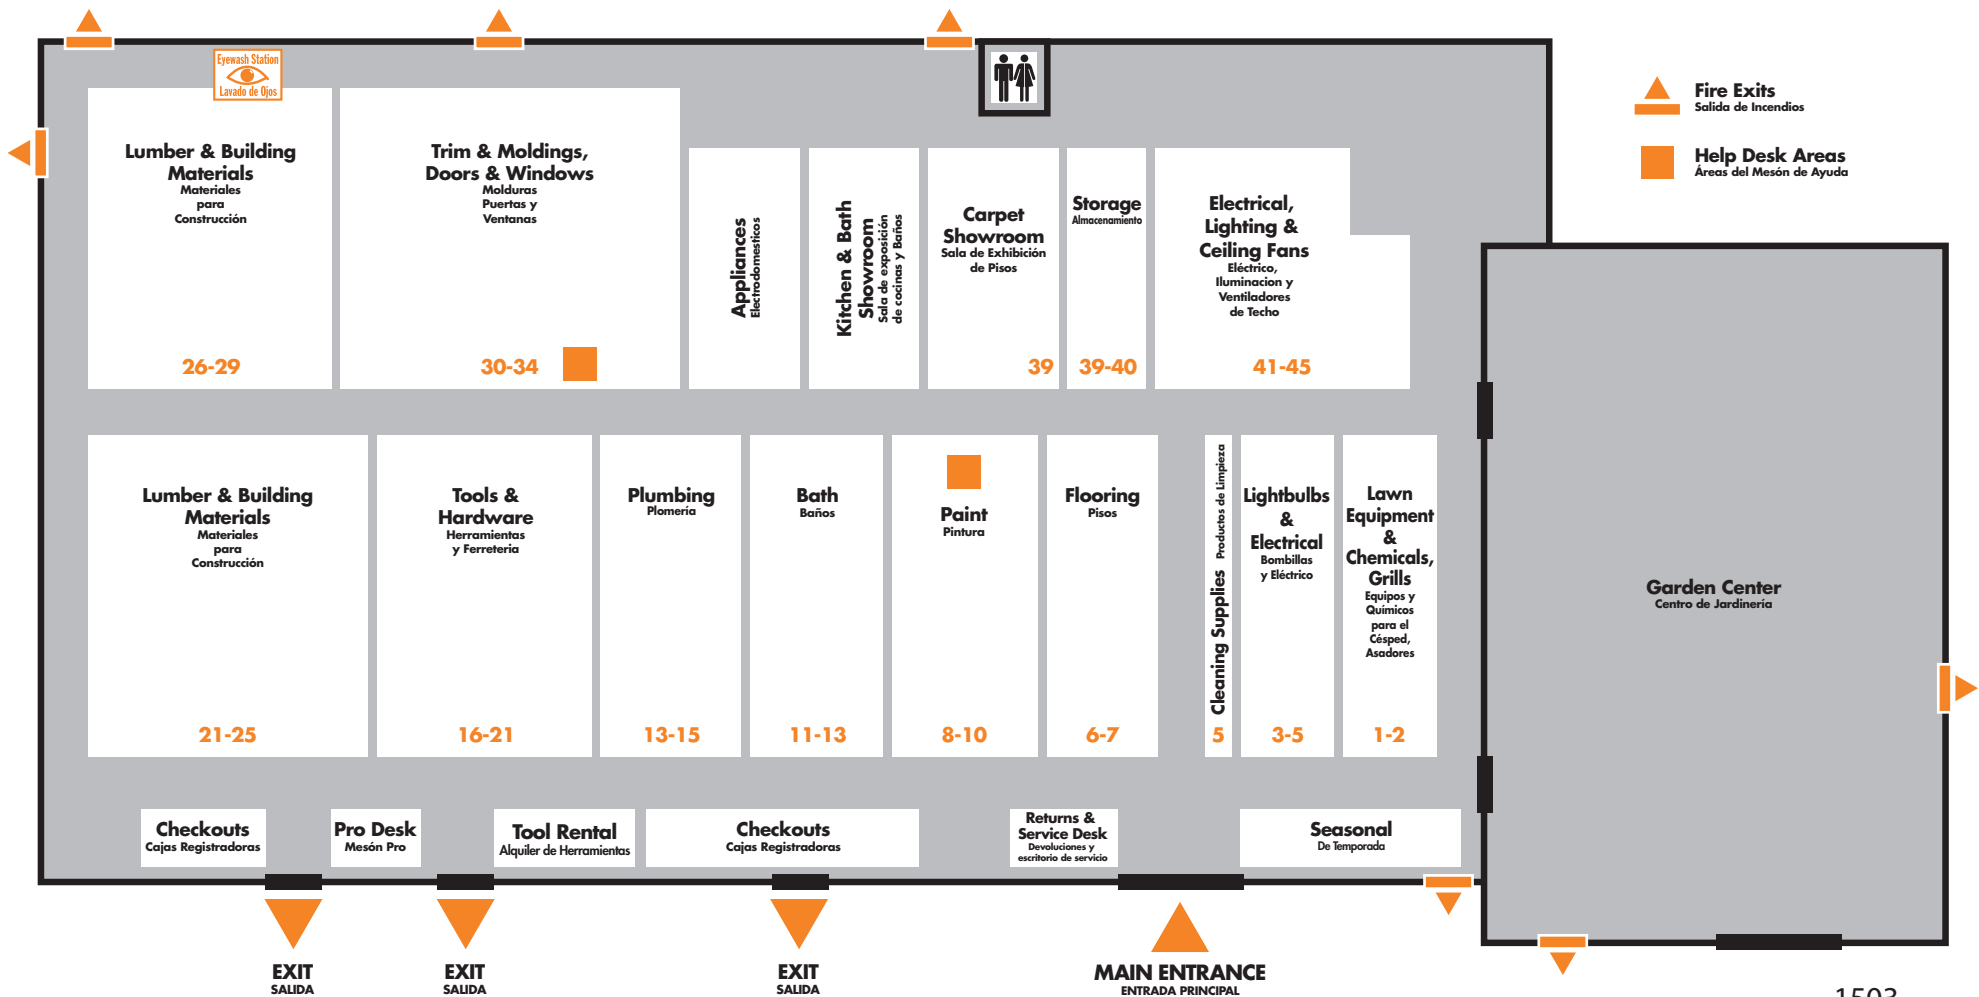 Eyewash Station
Lavado de Ojos
Fire Exits
Salida de Incendios
Help Desk Areas
Áreas del Mesón de Ayuda
Lumber & Building
Materials
Materiales
para
Construcción
26-29
Trim & Moldings,
Doors & Windows
Molduras
Puertas y
Ventanas
30-34
Appliances
Electrodomesticos
Kitchen & Bath
Showroom
Sala de exposición
de cocinas y Baños
Carpet
Showroom
Sala de Exhibición
de Pisos
39
Storage
Almacenamiento
39-40
Electrical,
Lighting &
Ceiling Fans
Eléctrico,
Iluminacion y
Ventiladores
de Techo
41-45
Lumber & Building
Materials
Materiales
para
Construcción
21-25
Tools &
Hardware
Herramientas
y Ferreteria
16-21
Plumbing
Plomería
13-15
Bath
Baños
11-13
Paint
Pintura
8-10
Flooring
Pisos
6-7
Cleaning Supplies Productos de Limpieza
5
Lightbulbs
&
Electrical
Bombillas
y Eléctrico
3-5
Lawn
Equipment
&
Chemicals,
Grills
Equipos y
Químicos
para el
Césped,
Asadores
1-2
Garden Center
Centro de Jardinería
Checkouts
Cajas Registradoras
Pro Desk
Mesón Pro
Tool Rental
Alquiler de Herramientas
Checkouts
Cajas Registradoras
Returns &
Service Desk
Devoluciones y
escritorio de servicio
Seasonal
De Temporada
EXIT
SALIDA
EXIT
SALIDA
EXIT
SALIDA
MAIN ENTRANCE
ENTRADA PRINCIPAL
1503